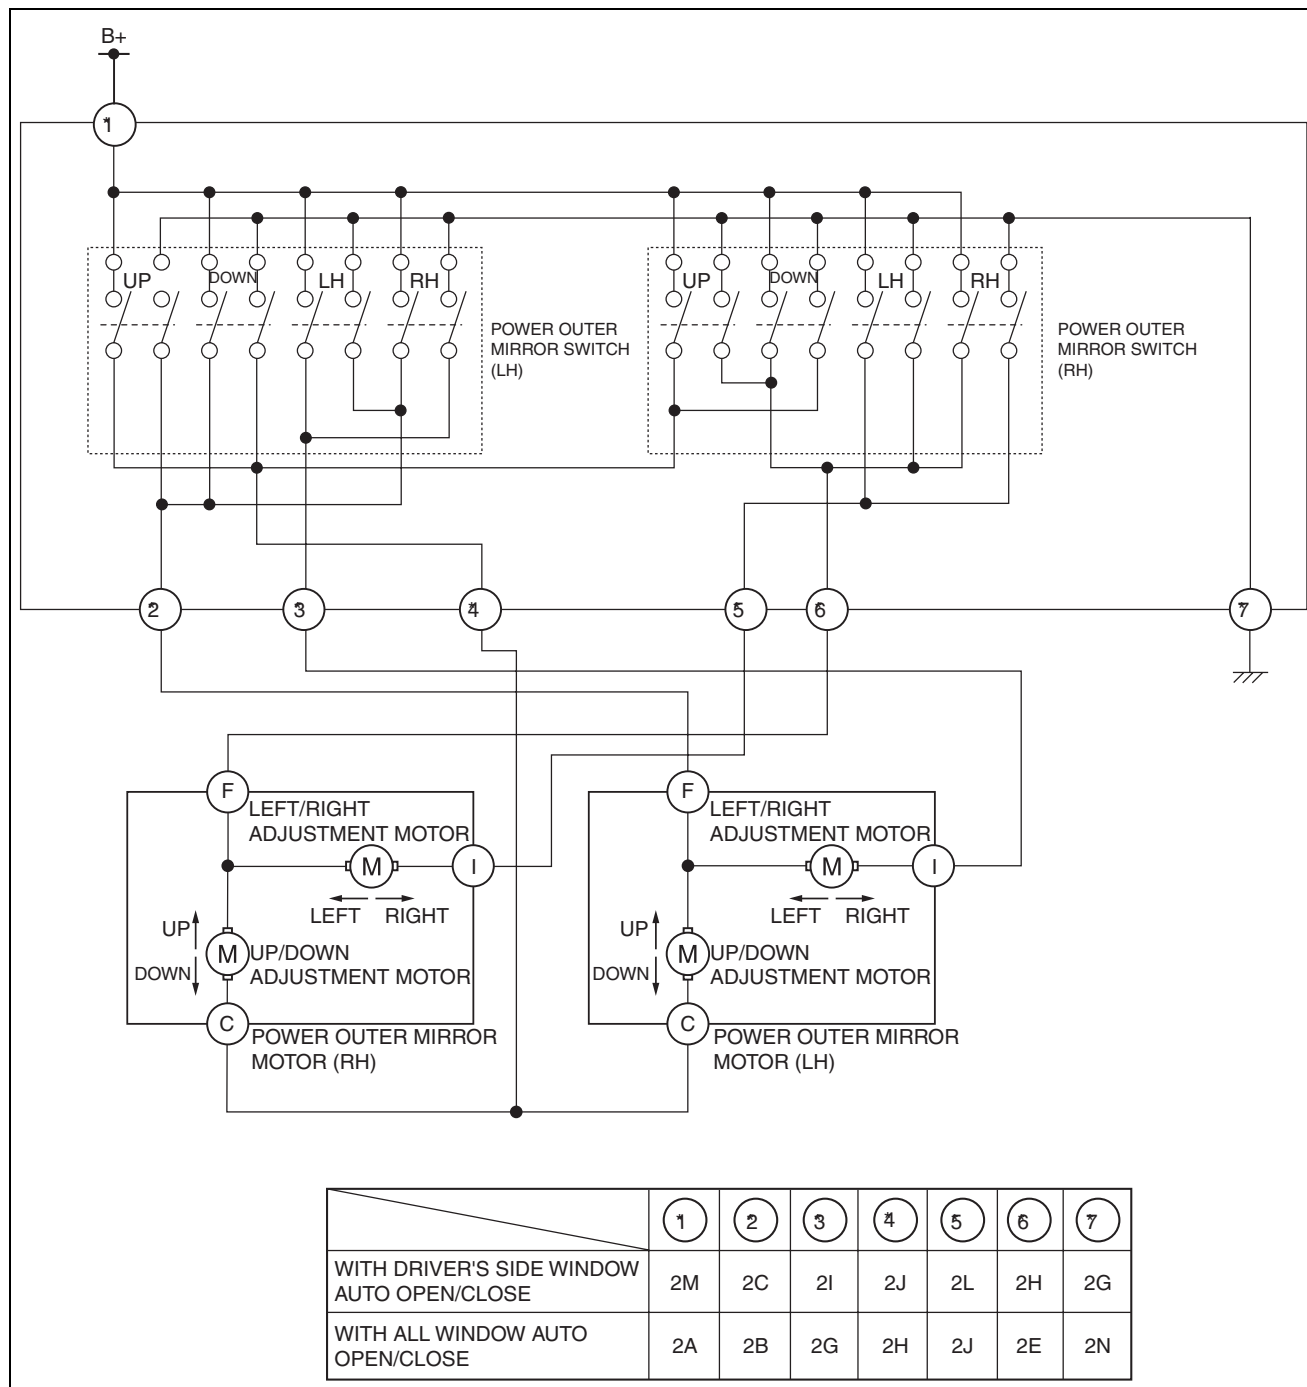 B+
*1
UP DOWN LH RH
UP DOWN LH RH
POWER OUTER
MIRROR SWITCH
(LH)
POWER OUTER
MIRROR SWITCH
(RH)
*2 *3 *4 *5 *6 *7
F
LEFT/RIGHT
ADJUSTMENT MOTOR
M
I
LEFT RIGHT
UP
DOWN
M
UP/DOWN
ADJUSTMENT MOTOR
C
POWER OUTER MIRROR
MOTOR (RH)
F
LEFT/RIGHT
ADJUSTMENT MOTOR
M
I
LEFT RIGHT
UP
DOWN
M
UP/DOWN
ADJUSTMENT MOTOR
C
POWER OUTER MIRROR
MOTOR (LH)
*1 *2 *3 *4 *5 *6 *7
WITH DRIVER'S SIDE WINDOW
AUTO OPEN/CLOSE
2M 2C 2I 2J 2L 2H 2G
WITH ALL WINDOW AUTO
OPEN/CLOSE
2A 2B 2G 2H 2J 2E 2N